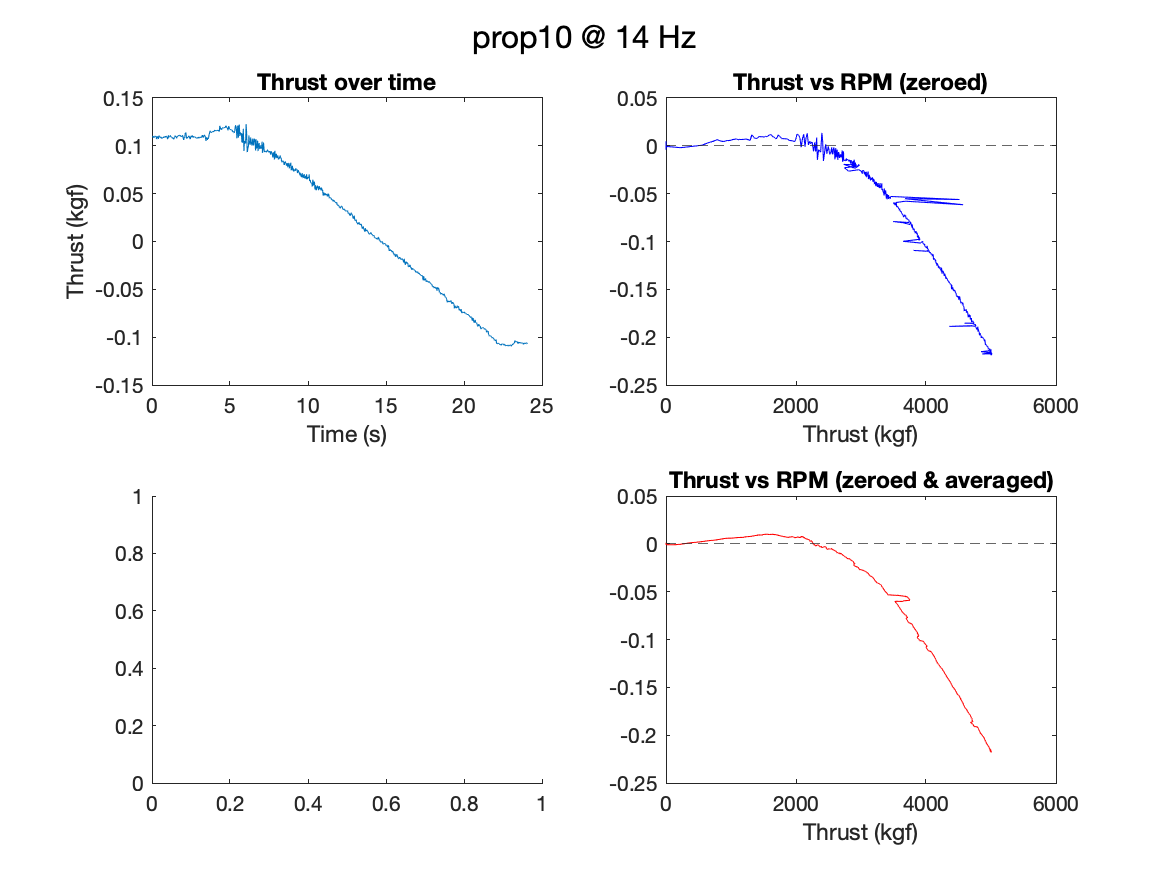 prop10 @ 14 Hz
Thrust over time
0.15
0.1
0.05
0
-0.05
-0.1
-0.15
Thrust (kgf)
0 5 10 15 20 25
Time (s)
Thrust vs RPM (zeroed)
0.05
0
-0.05
-0.1
-0.15
-0.2
-0.25
0 2000 4000 6000
Thrust (kgf)
1
0.8
0.6
0.4
0.2
0
0 0.2 0.4 0.6 0.8 1
Thrust vs RPM (zeroed & averaged)
0.05
0
-0.05
-0.1
-0.15
-0.2
-0.25
0 2000 4000 6000
Thrust (kgf)